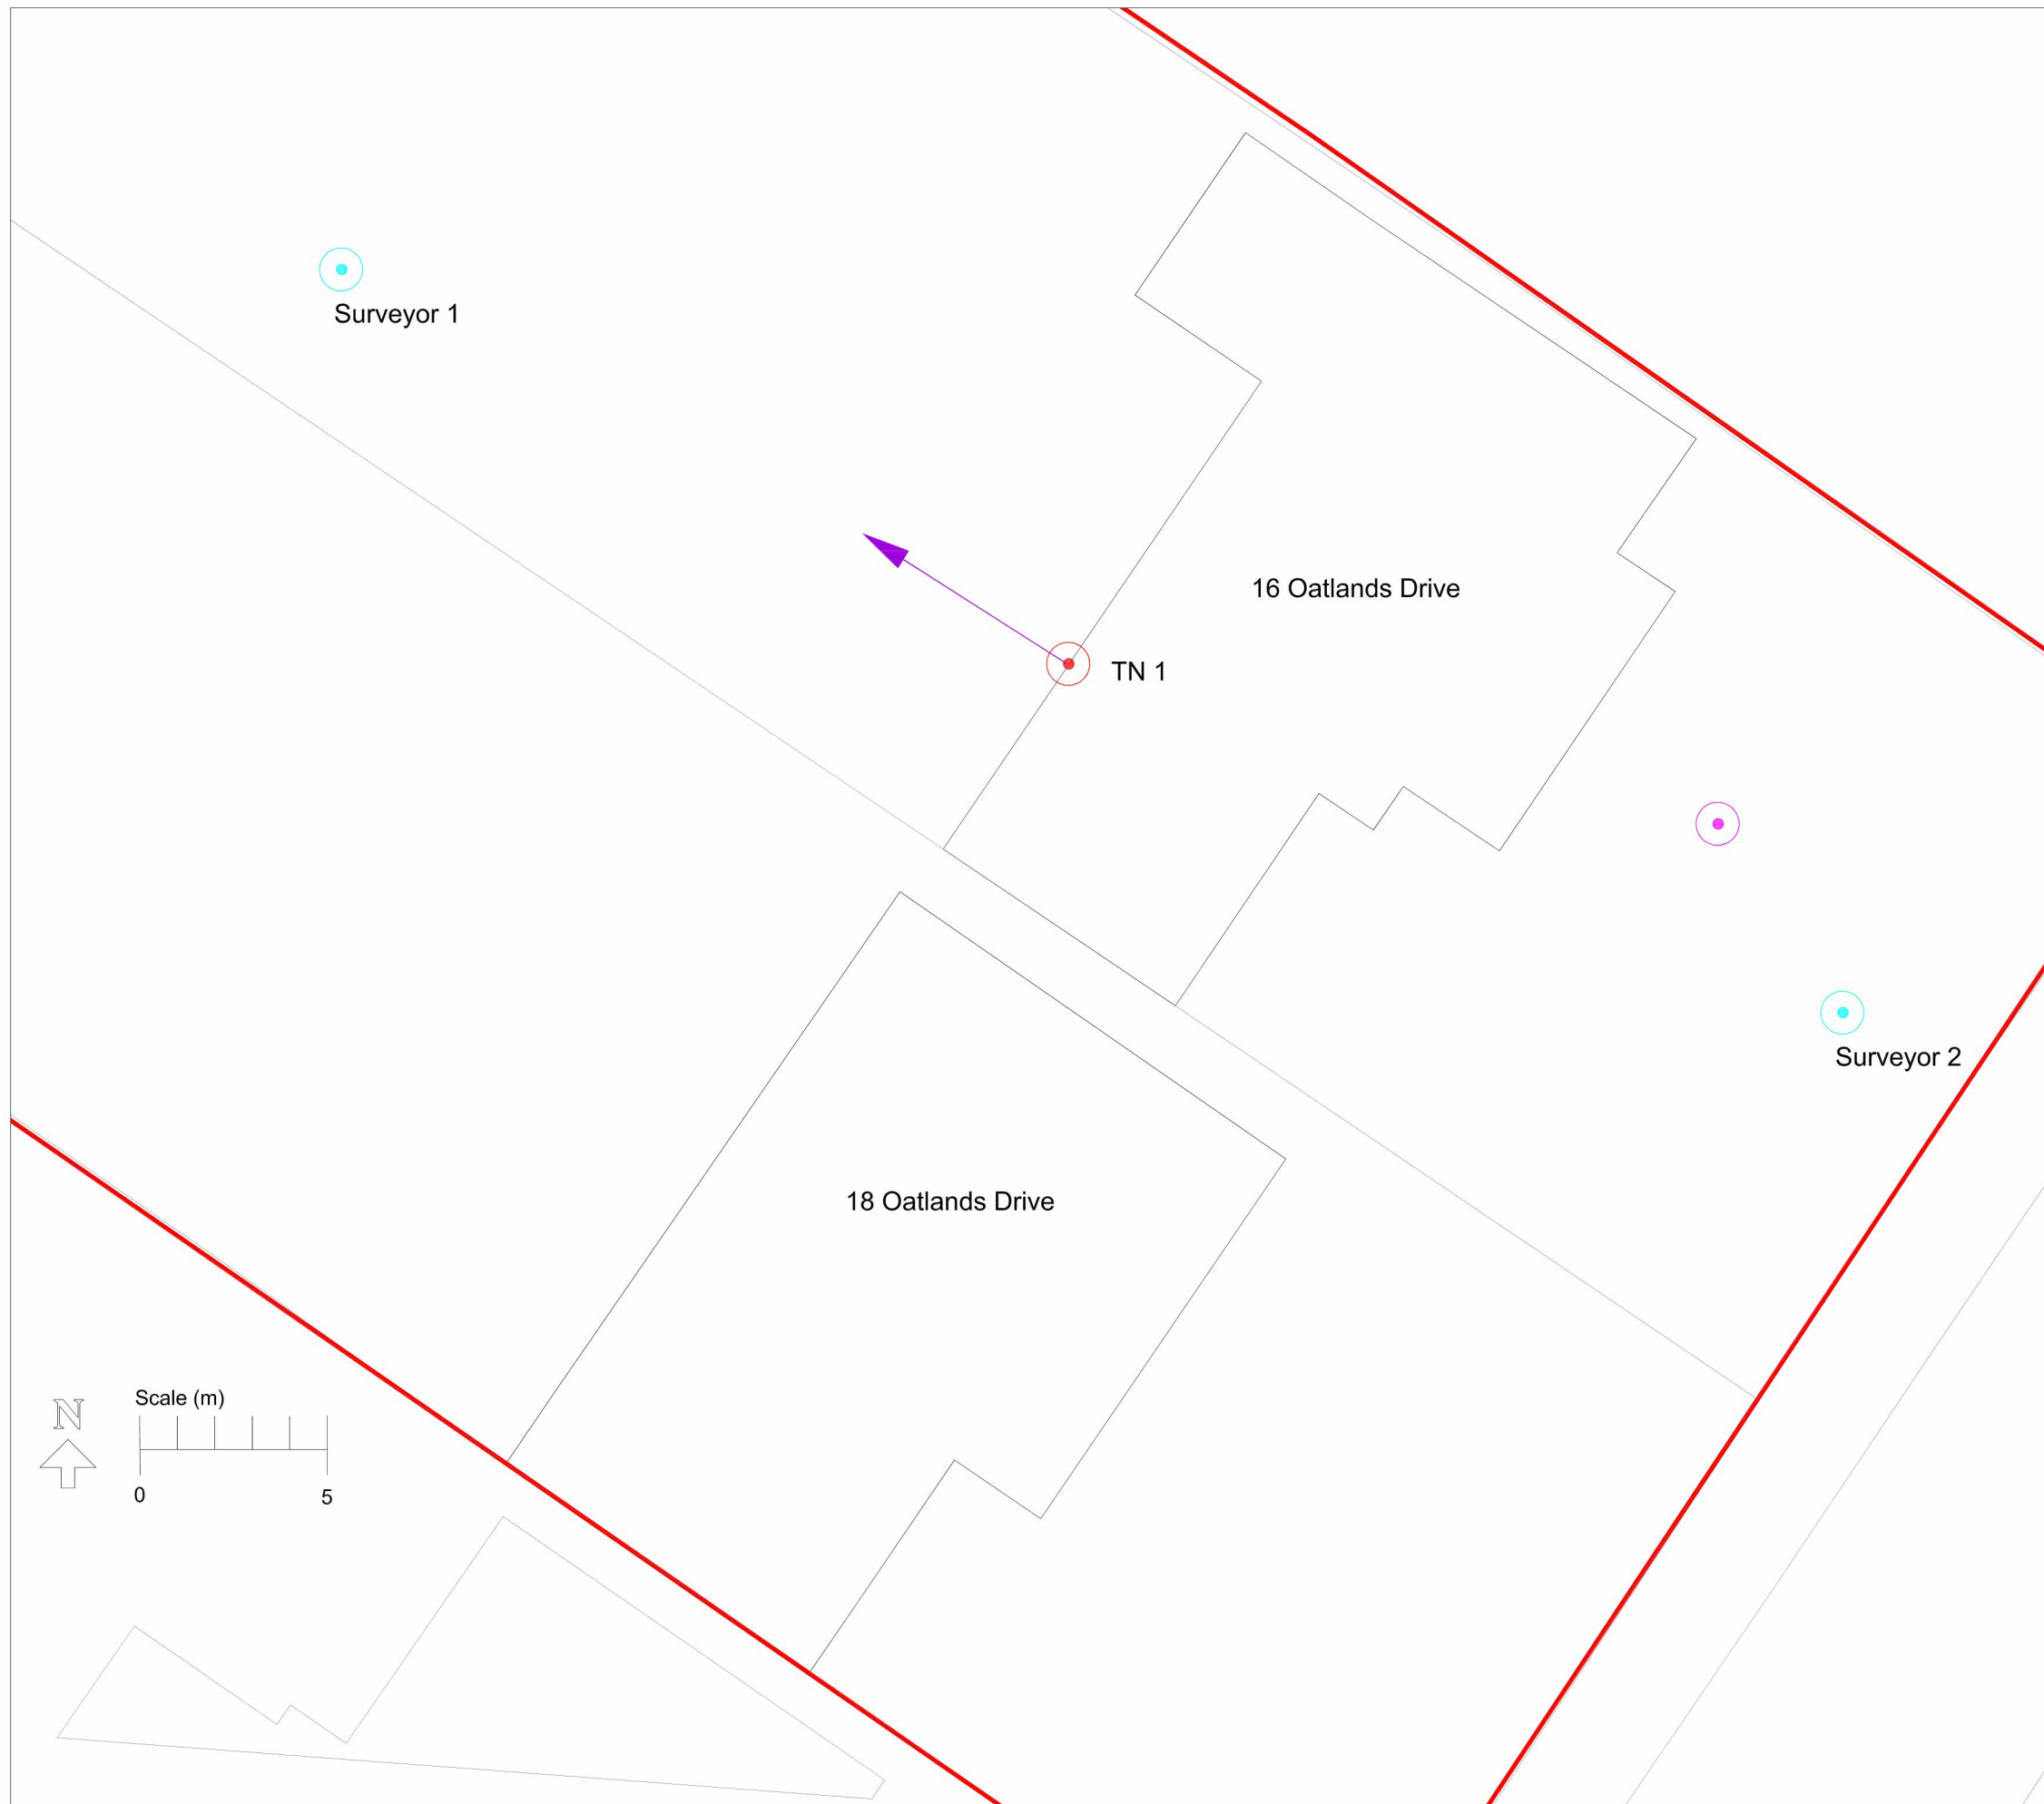 Surveyor 1
16 Oatlands Drive
TN 1
Surveyor 2
18 Oatlands Drive
Scale (m)
N
0 5